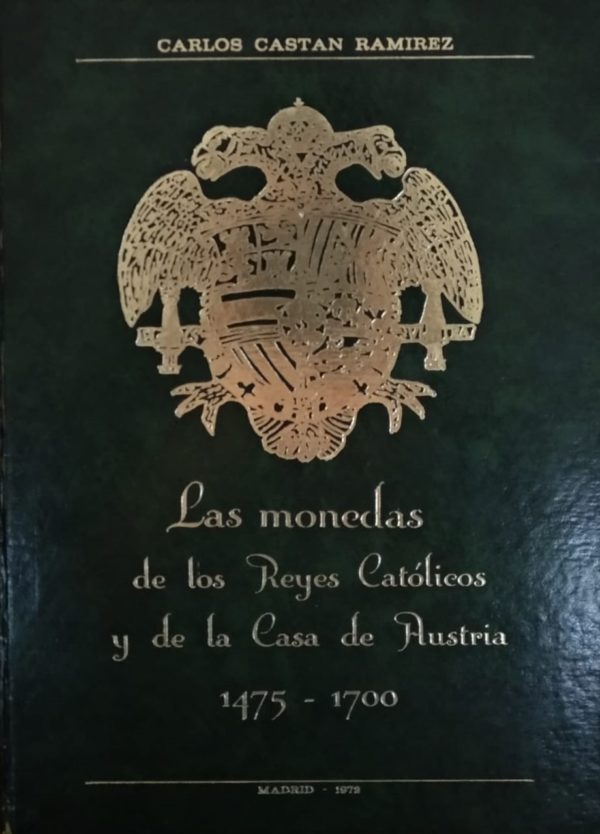 CARLOS CASTAN RAMIREZ
Las monedas
de los Reyes Católicos
y de la Casa de Austria
1475 - 1700
MADRID - 1972